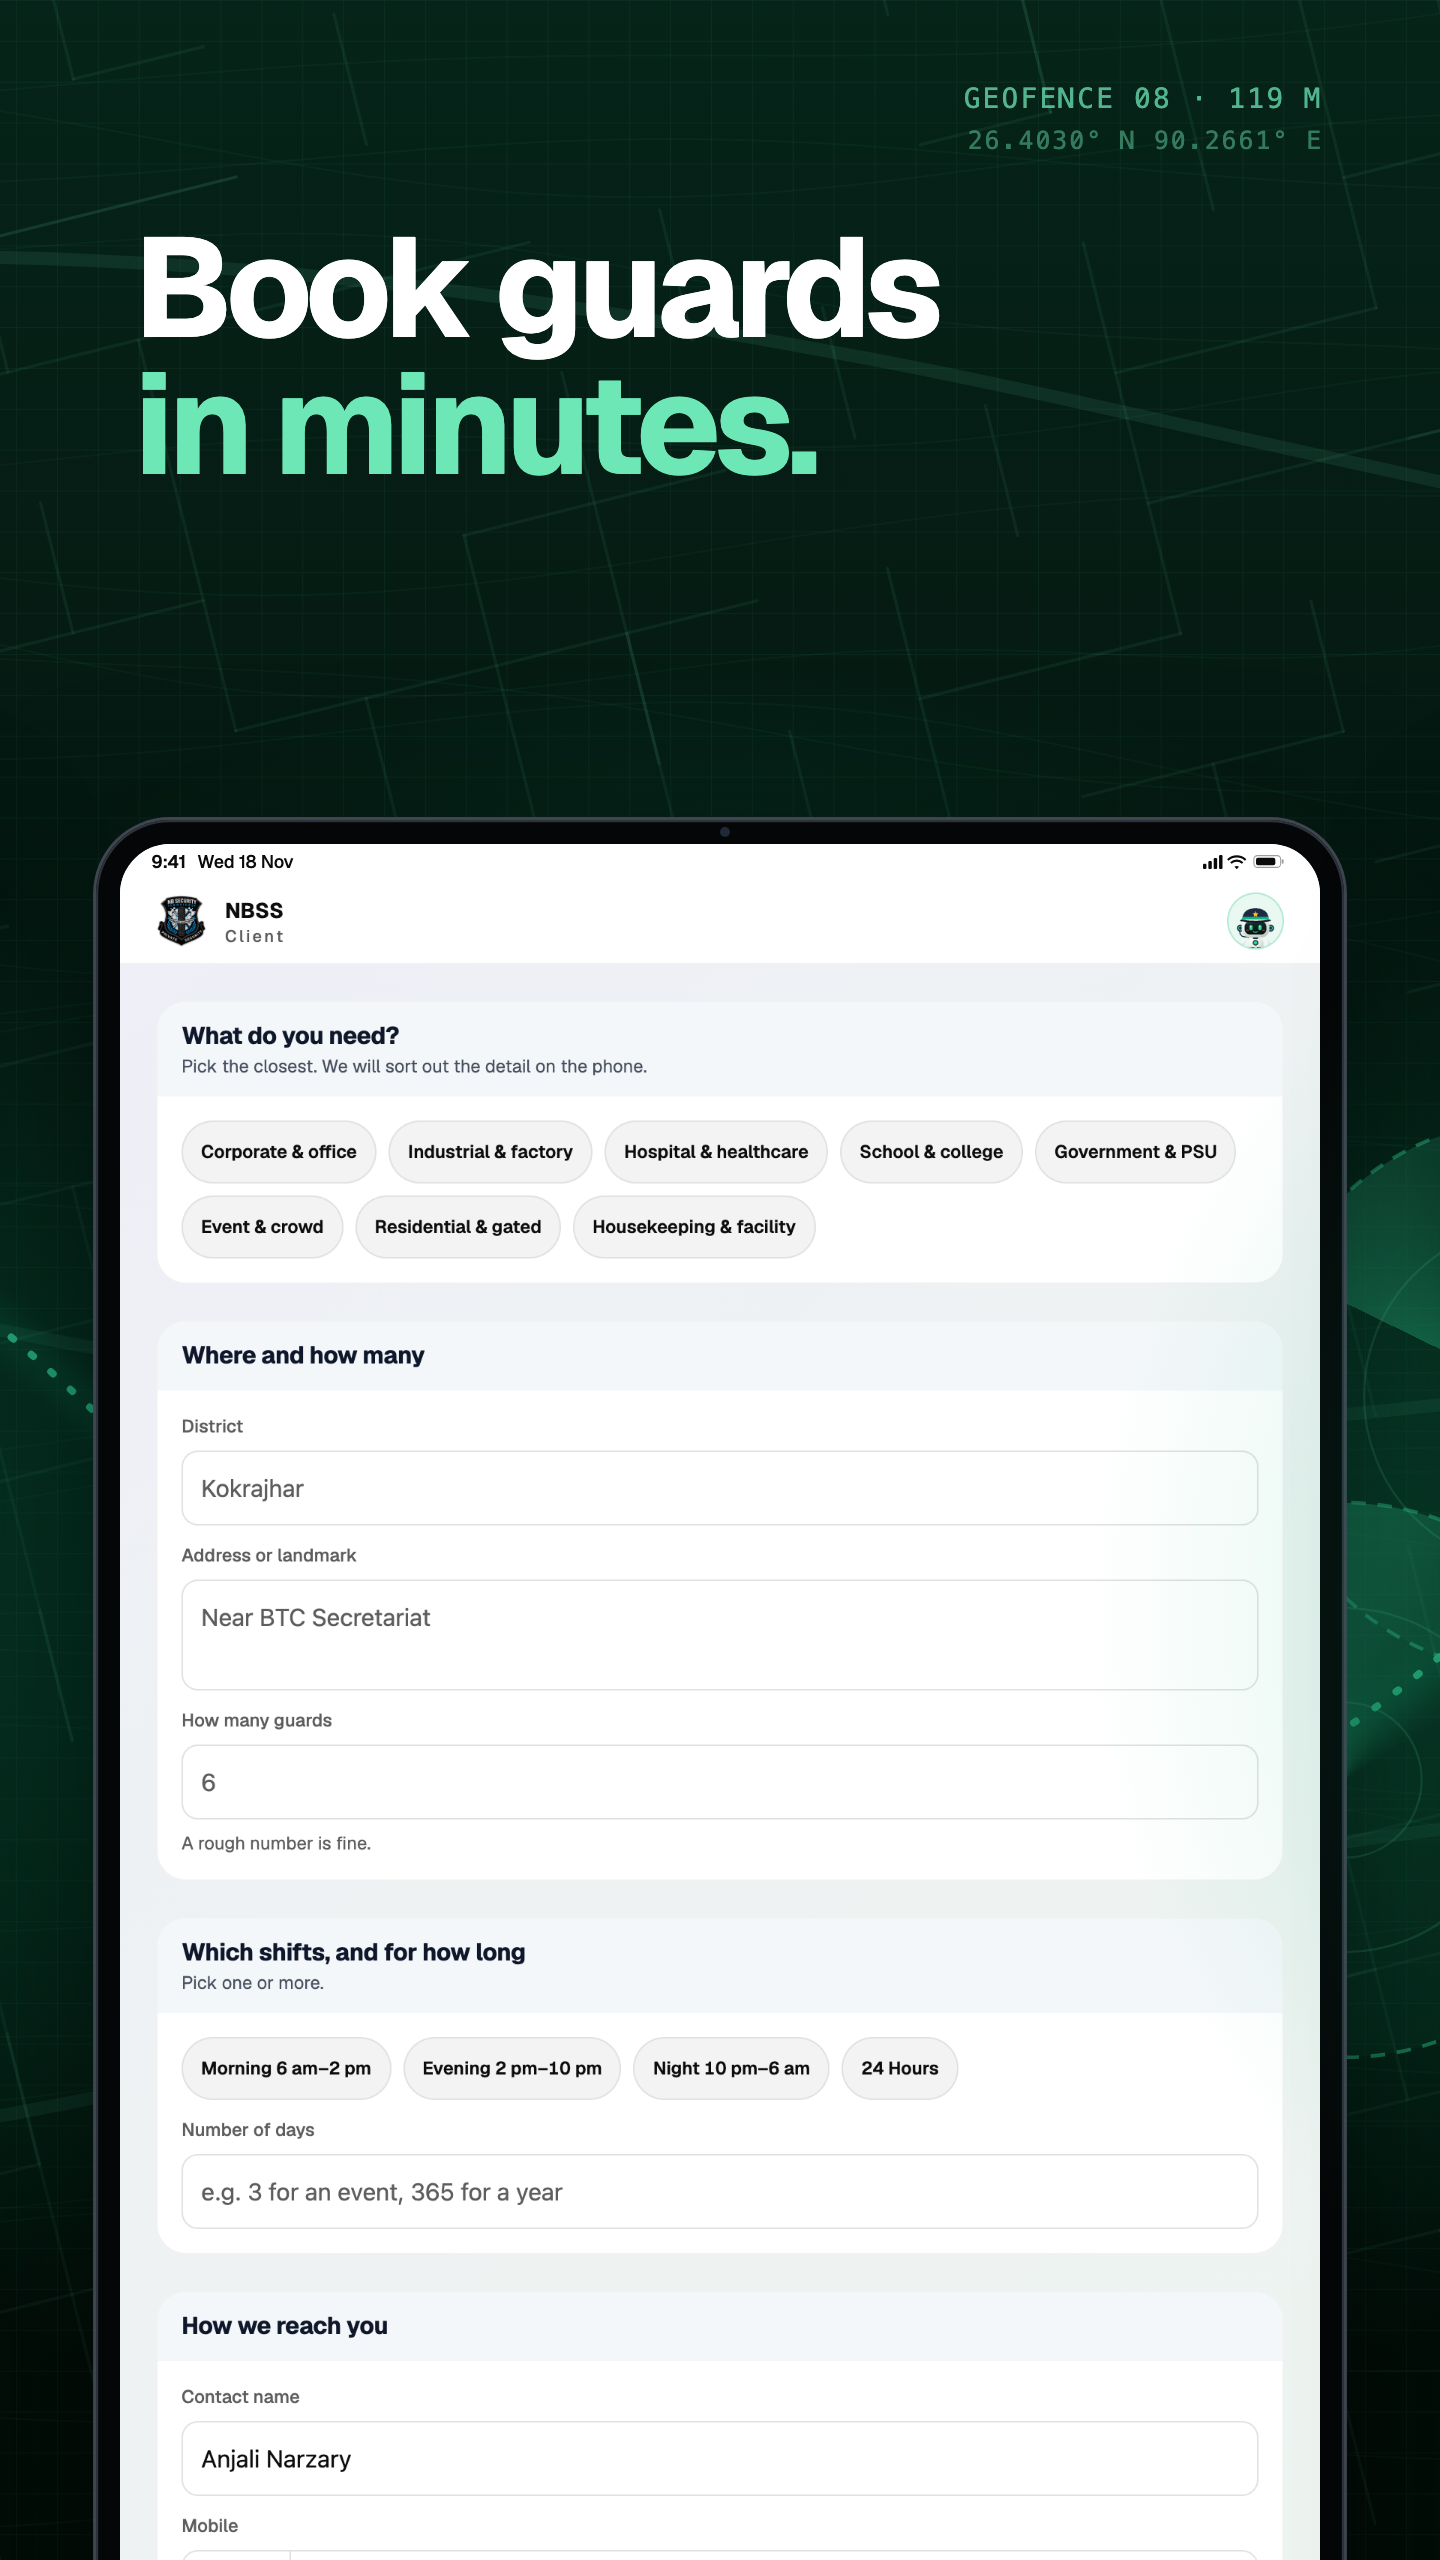 GEOFENCE 08 · 119 M
26.4030° N 90.2661° E
Book guards
in minutes.
9:41 Wed 18 Nov
NBSS
Client
What do you need?
Pick the closest. We will sort out the detail on the phone.
Corporate & office
Industrial & factory
Hospital & healthcare
School & college
Government & PSU
Event & crowd
Residential & gated
Housekeeping & facility
Where and how many
District
Kokrajhar
Address or landmark
Near BTC Secretariat
How many guards
6
A rough number is fine.
Which shifts, and for how long
Pick one or more.
Morning 6 am–2 pm
Evening 2 pm–10 pm
Night 10 pm–6 am
24 Hours
Number of days
e.g. 3 for an event, 365 for a year
How we reach you
Contact name
Anjali Narzary
Mobile